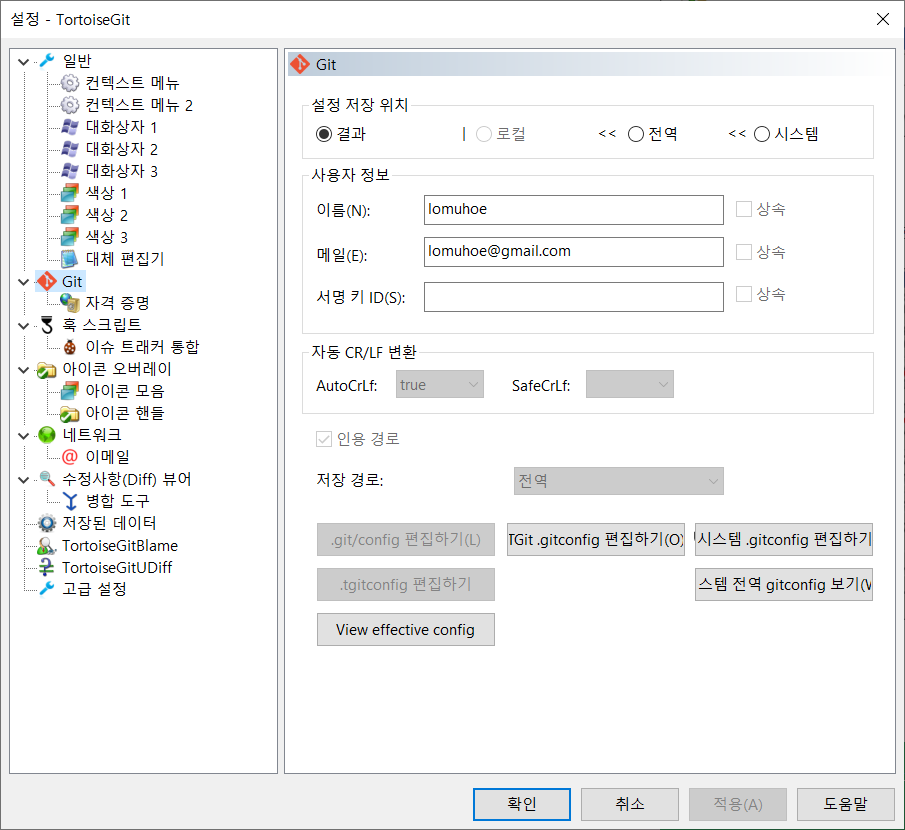 설정 - TortoiseGit
일반
컨텍스트 메뉴
컨텍스트 메뉴 2
대화상자 1
대화상자 2
대화상자 3
색상 1
색상 2
색상 3
대체 편집기
Git
자격 증명
훅 스크립트
이슈 트래커 통합
아이콘 오버레이
아이콘 모음
아이콘 핸들
네트워크
이메일
수정사항(Diff) 뷰어
병합 도구
저장된 데이터
TortoiseGitBlame
TortoiseGitUDiff
고급 설정
Git
설정 저장 위치
결과 | 로컬 << 전역 << 시스템
사용자 정보
이름(N): lomuhoe 상속
메일(E): lomuhoe@gmail.com 상속
서명 키 ID(S): 상속
자동 CR/LF 변환
AutoCrLf: true SafeCrLf:
인용 경로
저장 경로: 전역
.git/config 편집하기(L) TGit .gitconfig 편집하기(O) 시스템 .gitconfig 편집하기
.tgitconfig 편집하기 스템 전역 gitconfig 보기(W
View effective config
확인 취소 적용(A) 도움말